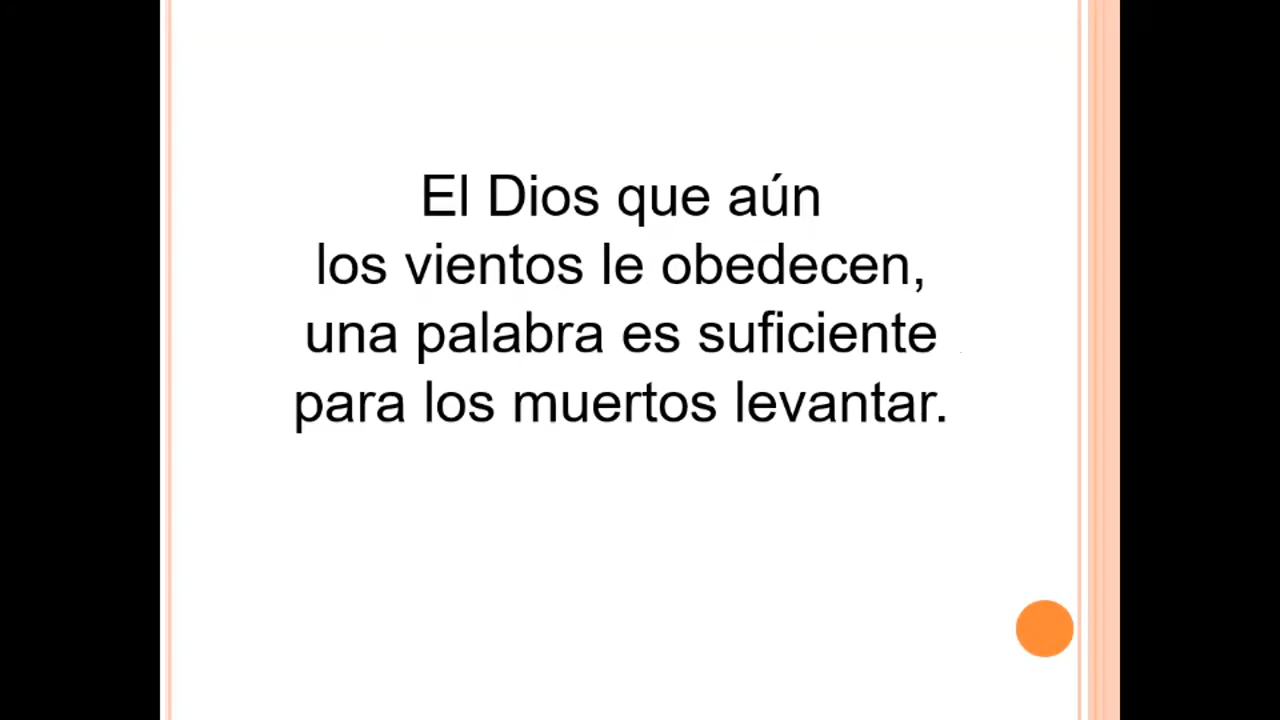 El Dios que aún
los vientos le obedecen,
una palabra es suficiente
para los muertos levantar.